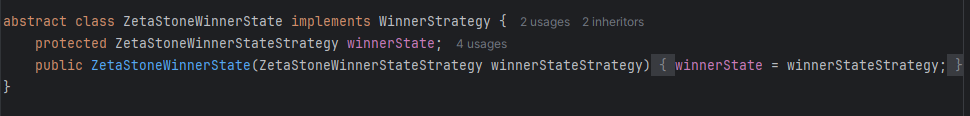 abstract class ZetaStoneWinnerState implements WinnerStrategy {  2 usages  2 inheritors
    protected ZetaStoneWinnerStateStrategy winnerState;  4 usages
    public ZetaStoneWinnerState(ZetaStoneWinnerStateStrategy winnerStateStrategy) { winnerState = winnerStateStrategy; }
}